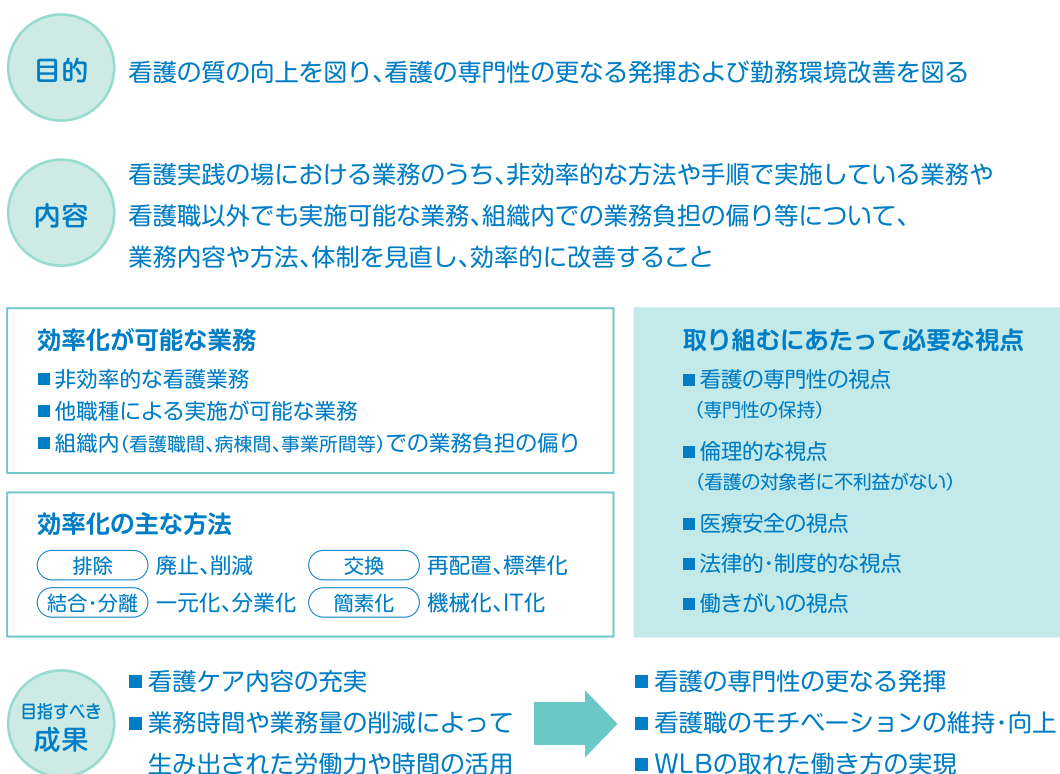 目的
看護の質の向上を図り、看護の専門性の更なる発揮および勤務環境改善を図る
内容
看護実践の場における業務のうち、非効率的な方法や手順で実施している業務や
看護職以外でも実施可能な業務、組織内での業務負担の偏り等について、
業務内容や方法、体制を見直し、効率的に改善すること
効率化が可能な業務
■非効率的な看護業務
■他職種による実施が可能な業務
■組織内(看護職間、病棟間、事業所間等)での業務負担の偏り
効率化の主な方法
排除 廃止、削減
交換 再配置、標準化
結合・分離 一元化、分業化
簡素化 機械化、IT化
取り組むにあたって必要な視点
■看護の専門性の視点
(専門性の保持)
■倫理的な視点
(看護の対象者に不利益がない)
■医療安全の視点
■法律的・制度的な視点
■働きがいの視点
目指すべき
成果
■看護ケア内容の充実
■業務時間や業務量の削減によって
生み出された労働力や時間の活用
■看護の専門性の更なる発揮
■看護職のモチベーションの維持・向上
■WLBの取れた働き方の実現